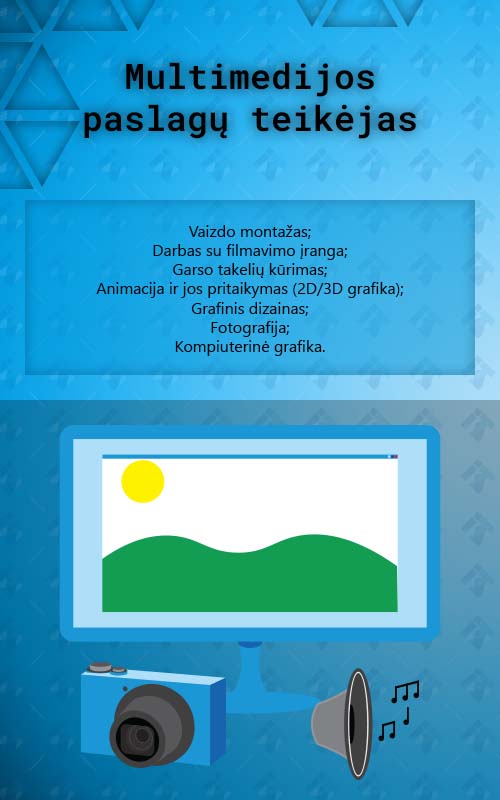 Multimedijos
paslagų teikėjas
Vaizdo montažas;
Darbas su filmavimo įranga;
Garso takelių kūrimas;
Animacija ir jos pritaikymas (2D/3D grafika);
Grafinis dizainas;
Fotografija;
Kompiuterinė grafika.